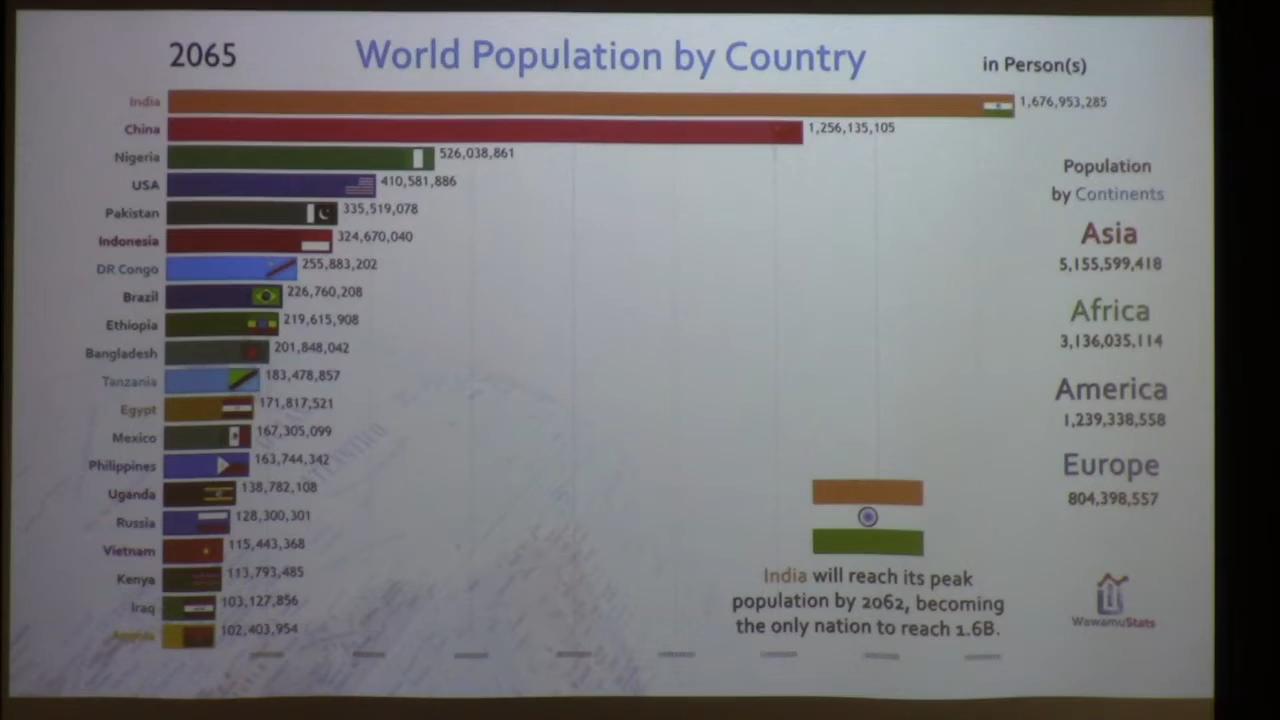 2065
World Population by Country
in Person(s)
India 1,676,953,285
China 1,256,135,105
Nigeria 526,038,861
USA 410,581,886
Pakistan 335,519,078
Indonesia 324,670,040
DR Congo 255,883,202
Brazil 226,760,208
Ethiopia 219,615,908
Bangladesh 201,848,042
Tanzania 183,478,857
Egypt 171,817,521
Mexico 167,305,099
Philippines 163,744,342
Uganda 138,782,108
Russia 128,300,301
Vietnam 115,443,368
Kenya 113,793,485
Iraq 103,127,856
102,403,954
Population
by Continents
Asia
5,155,599,418
Africa
3,136,035,114
America
1,239,338,558
Europe
804,398,557
India will reach its peak
population by 2062, becoming
the only nation to reach 1.6B.
WawamuStats